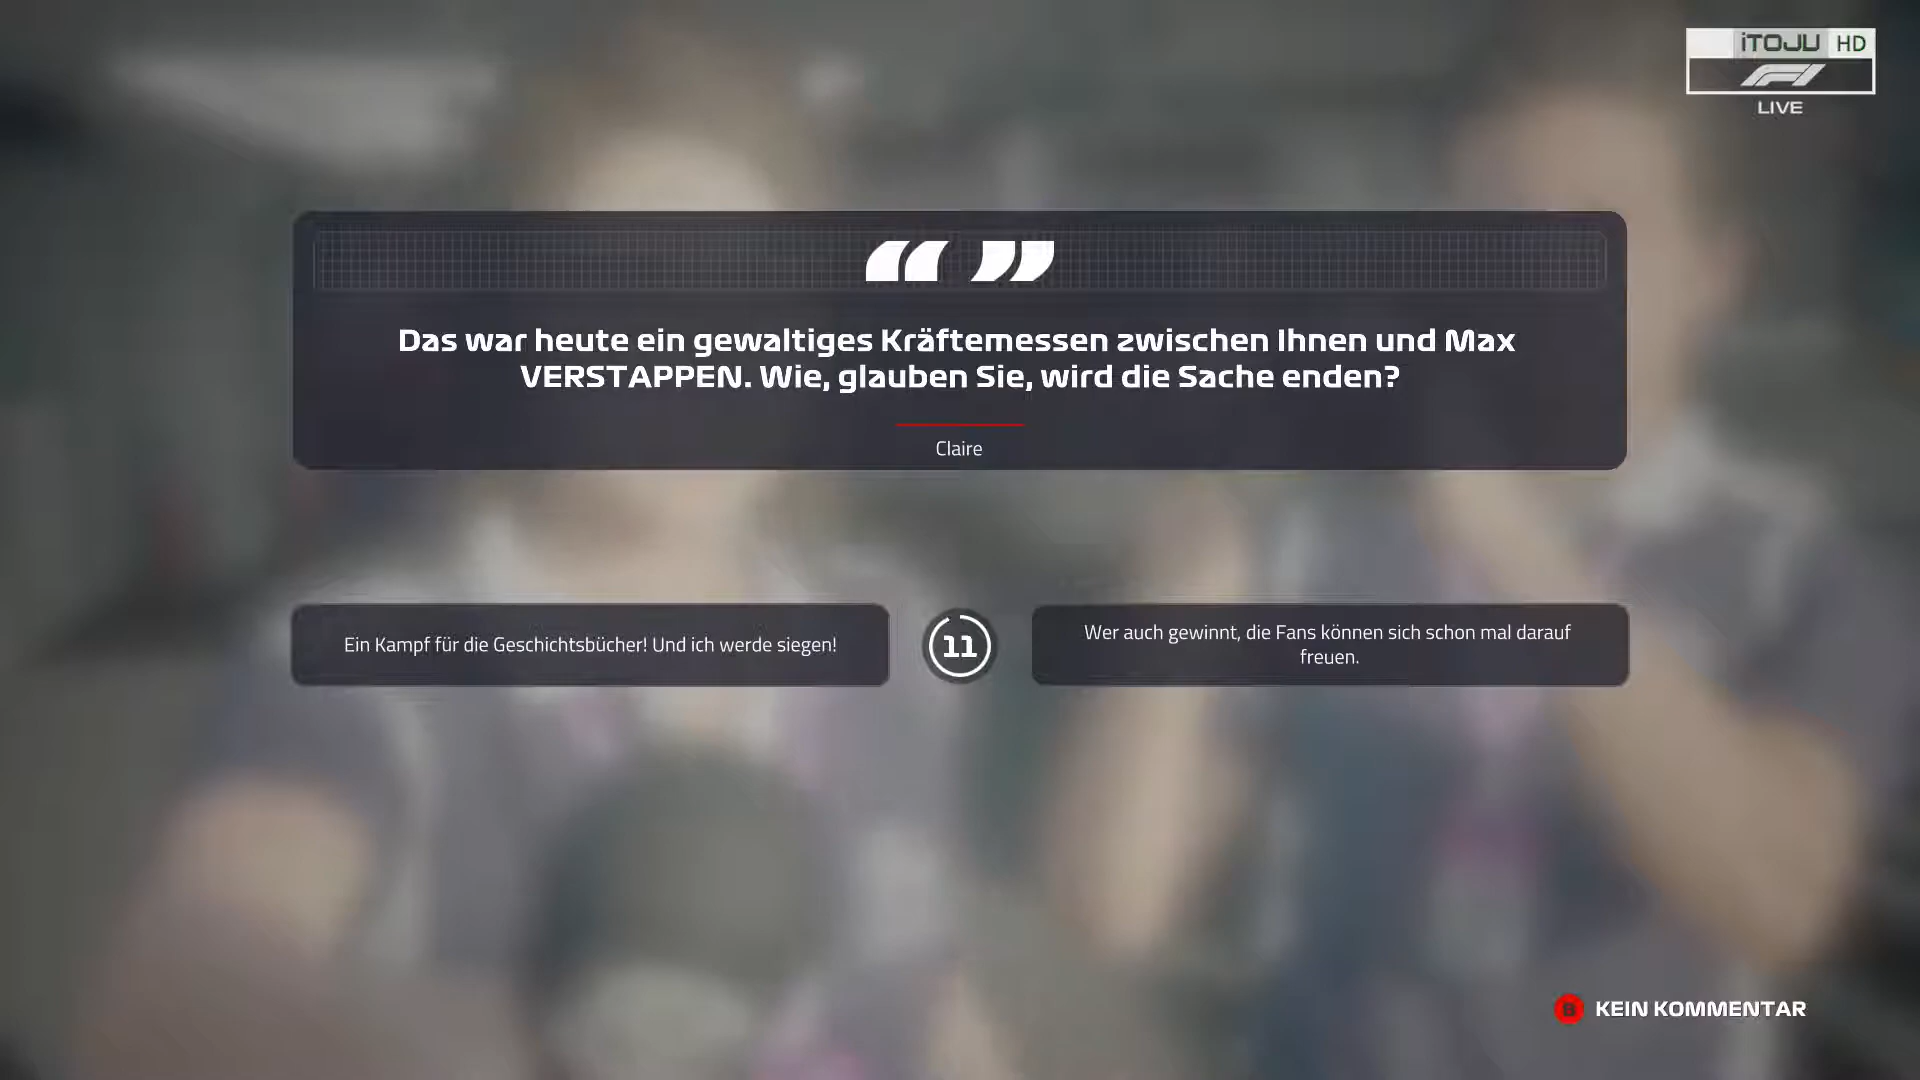 iTOJU HD
F1
LIVE
Das war heute ein gewaltiges Kräftemessen zwischen Ihnen und Max
VERSTAPPEN. Wie, glauben Sie, wird die Sache enden?
Claire
Ein Kampf für die Geschichtsbücher! Und ich werde siegen!
11
Wer auch gewinnt, die Fans können sich schon mal darauf
freuen.
B KEIN KOMMENTAR